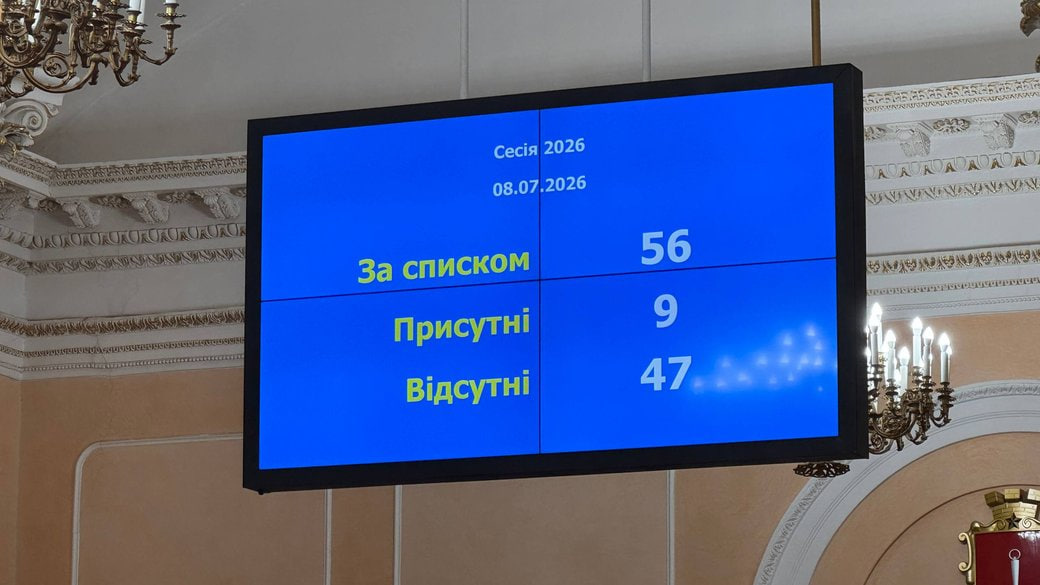 Сесія 2026
08.07.2026
За списком 56
Присутні 9
Відсутні 47